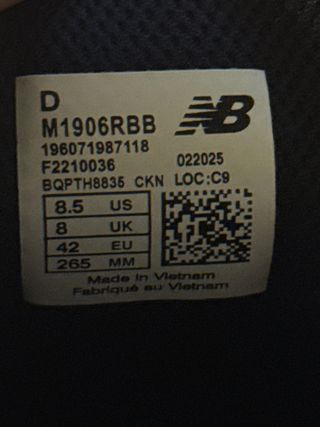 D
M1906RBB
NB
196071987118
F2210036 022025
BQPTH8835 CKN LOC:C9
8.5 US
8 UK
42 EU
265 MM
Made in Vietnam
Fabriqué au Vietnam